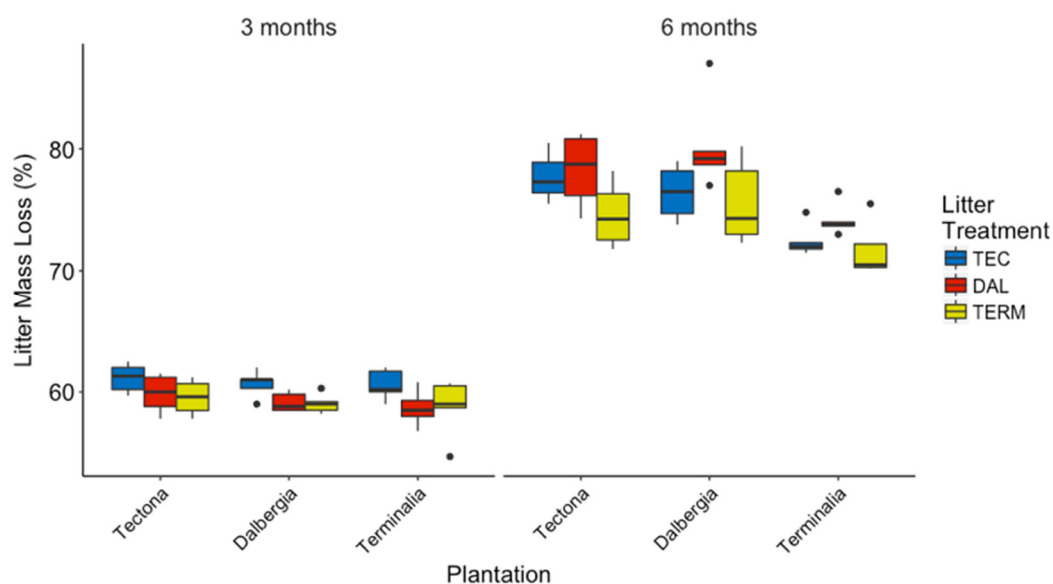 3 months
6 months
Litter Mass Loss (%)
80
70
60
Tectona
Dalbergia
Terminalia
Tectona
Dalbergia
Terminalia
Plantation
Litter
Treatment
TEC
DAL
TERM